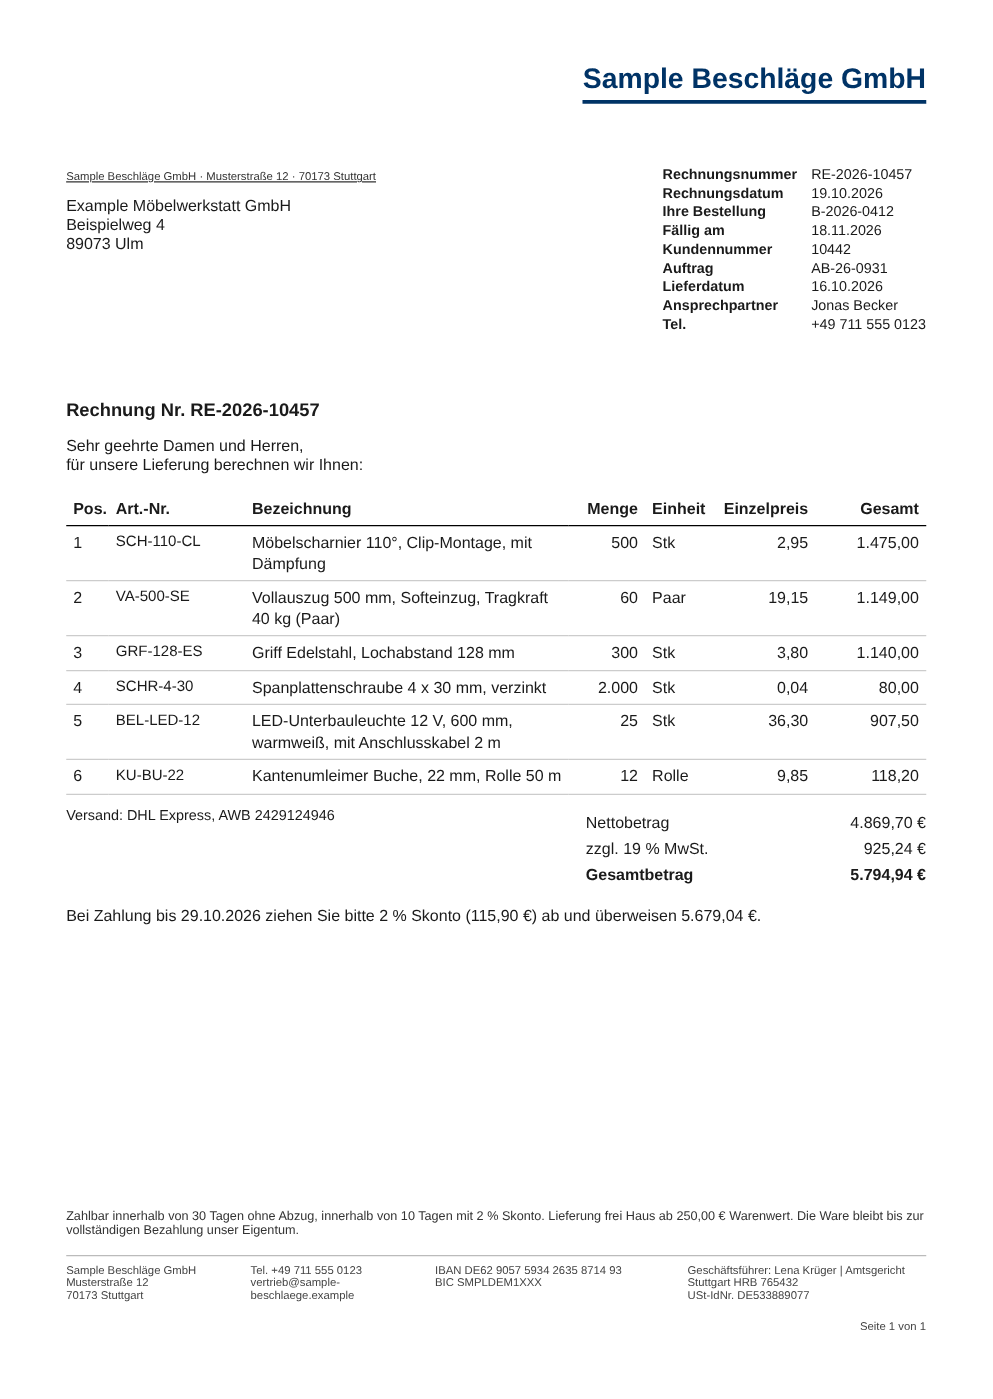 Sample Beschläge GmbH
Sample Beschläge GmbH · Musterstraße 12 · 70173 Stuttgart
Example Möbelwerkstatt GmbH
Beispielweg 4
89073 Ulm
Rechnungsnummer RE-2026-10457
Rechnungsdatum 19.10.2026
Ihre Bestellung B-2026-0412
Fällig am 18.11.2026
Kundennummer 10442
Auftrag AB-26-0931
Lieferdatum 16.10.2026
Ansprechpartner Jonas Becker
Tel. +49 711 555 0123
Rechnung Nr. RE-2026-10457
Sehr geehrte Damen und Herren,
für unsere Lieferung berechnen wir Ihnen:
Pos. Art.-Nr. Bezeichnung Menge Einheit Einzelpreis Gesamt
1 SCH-110-CL Möbelscharnier 110°, Clip-Montage, mit 500 Stk 2,95 1.475,00
Dämpfung
2 VA-500-SE Vollauszug 500 mm, Softeinzug, Tragkraft 60 Paar 19,15 1.149,00
40 kg (Paar)
3 GRF-128-ES Griff Edelstahl, Lochabstand 128 mm 300 Stk 3,80 1.140,00
4 SCHR-4-30 Spanplattenschraube 4 x 30 mm, verzinkt 2.000 Stk 0,04 80,00
5 BEL-LED-12 LED-Unterbauleuchte 12 V, 600 mm, 25 Stk 36,30 907,50
warmweiß, mit Anschlusskabel 2 m
6 KU-BU-22 Kantenumleimer Buche, 22 mm, Rolle 50 m 12 Rolle 9,85 118,20
Versand: DHL Express, AWB 2429124946
Nettobetrag 4.869,70 €
zzgl. 19 % MwSt. 925,24 €
Gesamtbetrag 5.794,94 €
Bei Zahlung bis 29.10.2026 ziehen Sie bitte 2 % Skonto (115,90 €) ab und überweisen 5.679,04 €.
Zahlbar innerhalb von 30 Tagen ohne Abzug, innerhalb von 10 Tagen mit 2 % Skonto. Lieferung frei Haus ab 250,00 € Warenwert. Die Ware bleibt bis zur
vollständigen Bezahlung unser Eigentum.
Sample Beschläge GmbH
Musterstraße 12
70173 Stuttgart
Tel. +49 711 555 0123
vertrieb@sample-
beschlaege.example
IBAN DE62 9057 5934 2635 8714 93
BIC SMPLDEM1XXX
Geschäftsführer: Lena Krüger | Amtsgericht
Stuttgart HRB 765432
USt-IdNr. DE533889077
Seite 1 von 1